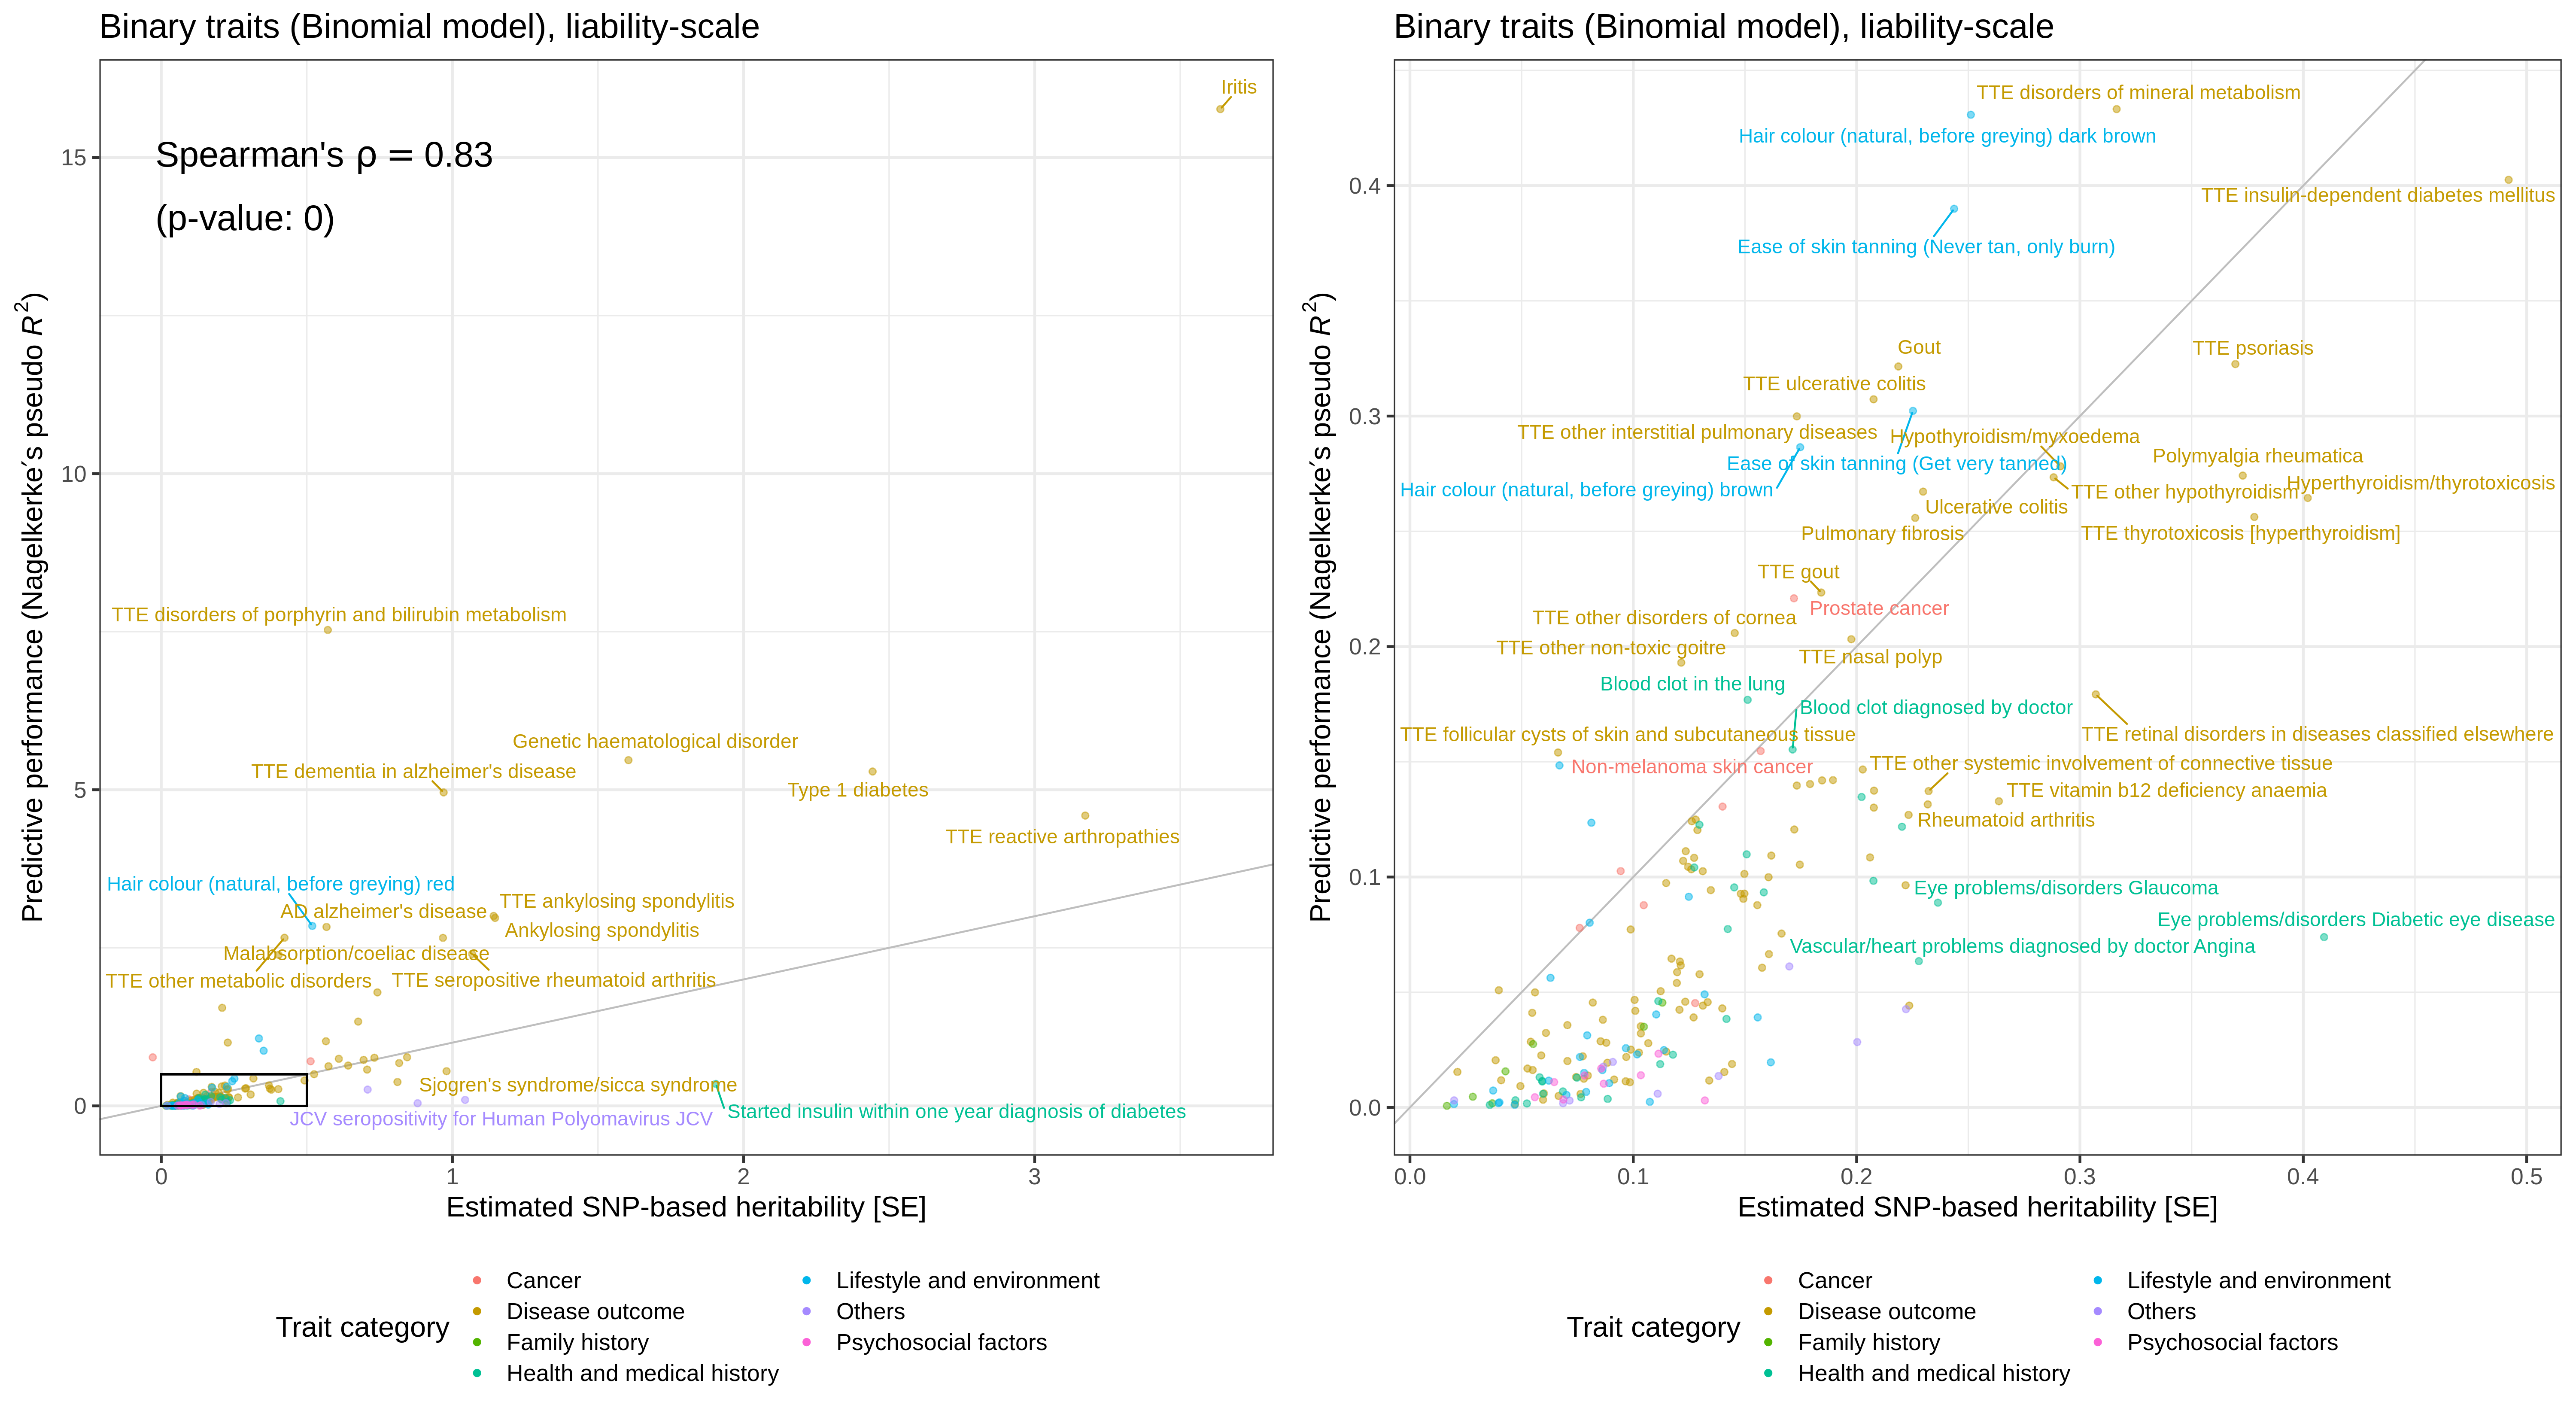 Binary traits (Binomial model), liability-scale
Iritis
Spearman's ρ = 0.83
(p-value: 0)
TTE disorders of porphyrin and bilirubin metabolism
Genetic haematological disorder
TTE dementia in alzheimer's disease
Type 1 diabetes
TTE reactive arthropathies
Hair colour (natural, before greying) red
TTE ankylosing spondylitis
AD alzheimer's disease
Ankylosing spondylitis
Malabsorption/coeliac disease
TTE other metabolic disorders
TTE seropositive rheumatoid arthritis
Sjogren's syndrome/sicca syndrome
Started insulin within one year diagnosis of diabetes
JCV seropositivity for Human Polyomavirus JCV
15
10
5
0
0 1 2 3
Predictive performance (Nagelkerke´s pseudo R²)
Estimated SNP-based heritability [SE]
Trait category
Cancer
Disease outcome
Family history
Health and medical history
Lifestyle and environment
Others
Psychosocial factors
Binary traits (Binomial model), liability-scale
TTE disorders of mineral metabolism
Hair colour (natural, before greying) dark brown
TTE insulin-dependent diabetes mellitus
Ease of skin tanning (Never tan, only burn)
Gout
TTE psoriasis
TTE ulcerative colitis
TTE other interstitial pulmonary diseases
Hypothyroidism/myxoedema
Polymyalgia rheumatica
Ease of skin tanning (Get very tanned)
Hyperthyroidism/thyrotoxicosis
Hair colour (natural, before greying) brown
TTE other hypothyroidism
Ulcerative colitis
Pulmonary fibrosis
TTE thyrotoxicosis [hyperthyroidism]
TTE gout
Prostate cancer
TTE other disorders of cornea
TTE other non-toxic goitre
TTE nasal polyp
Blood clot in the lung
Blood clot diagnosed by doctor
TTE follicular cysts of skin and subcutaneous tissue
TTE retinal disorders in diseases classified elsewhere
Non-melanoma skin cancer
TTE other systemic involvement of connective tissue
TTE vitamin b12 deficiency anaemia
Rheumatoid arthritis
Eye problems/disorders Glaucoma
Eye problems/disorders Diabetic eye disease
Vascular/heart problems diagnosed by doctor Angina
0.4
0.3
0.2
0.1
0.0
0.0 0.1 0.2 0.3 0.4 0.5
Predictive performance (Nagelkerke´s pseudo R²)
Estimated SNP-based heritability [SE]
Trait category
Cancer
Disease outcome
Family history
Health and medical history
Lifestyle and environment
Others
Psychosocial factors